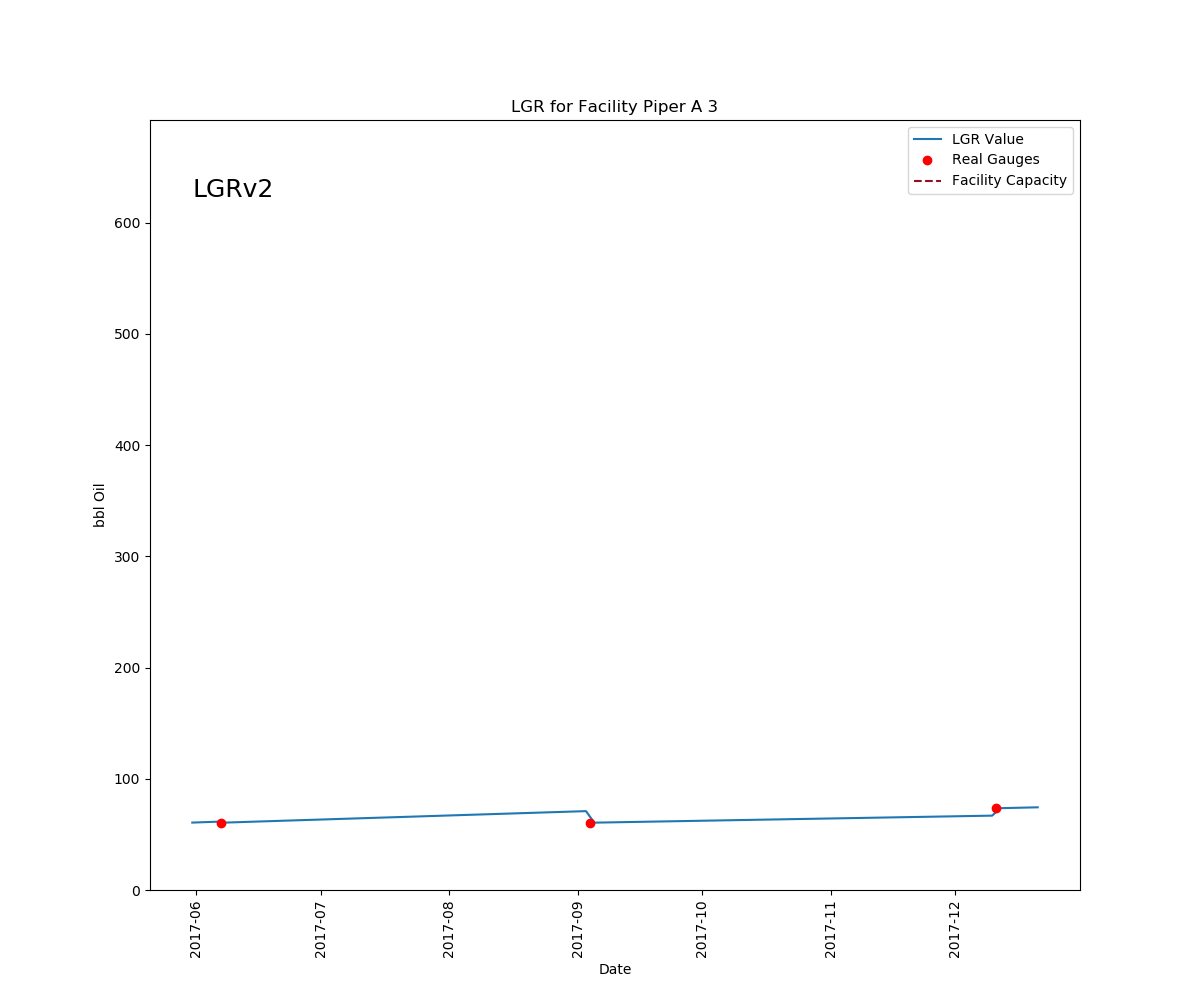 LGR for Facility Piper A 3
LGRv2
LGR Value
Real Gauges
Facility Capacity
bbl Oil
600
500
400
300
200
100
0
2017-06
2017-07
2017-08
2017-09
2017-10
2017-11
2017-12
Date